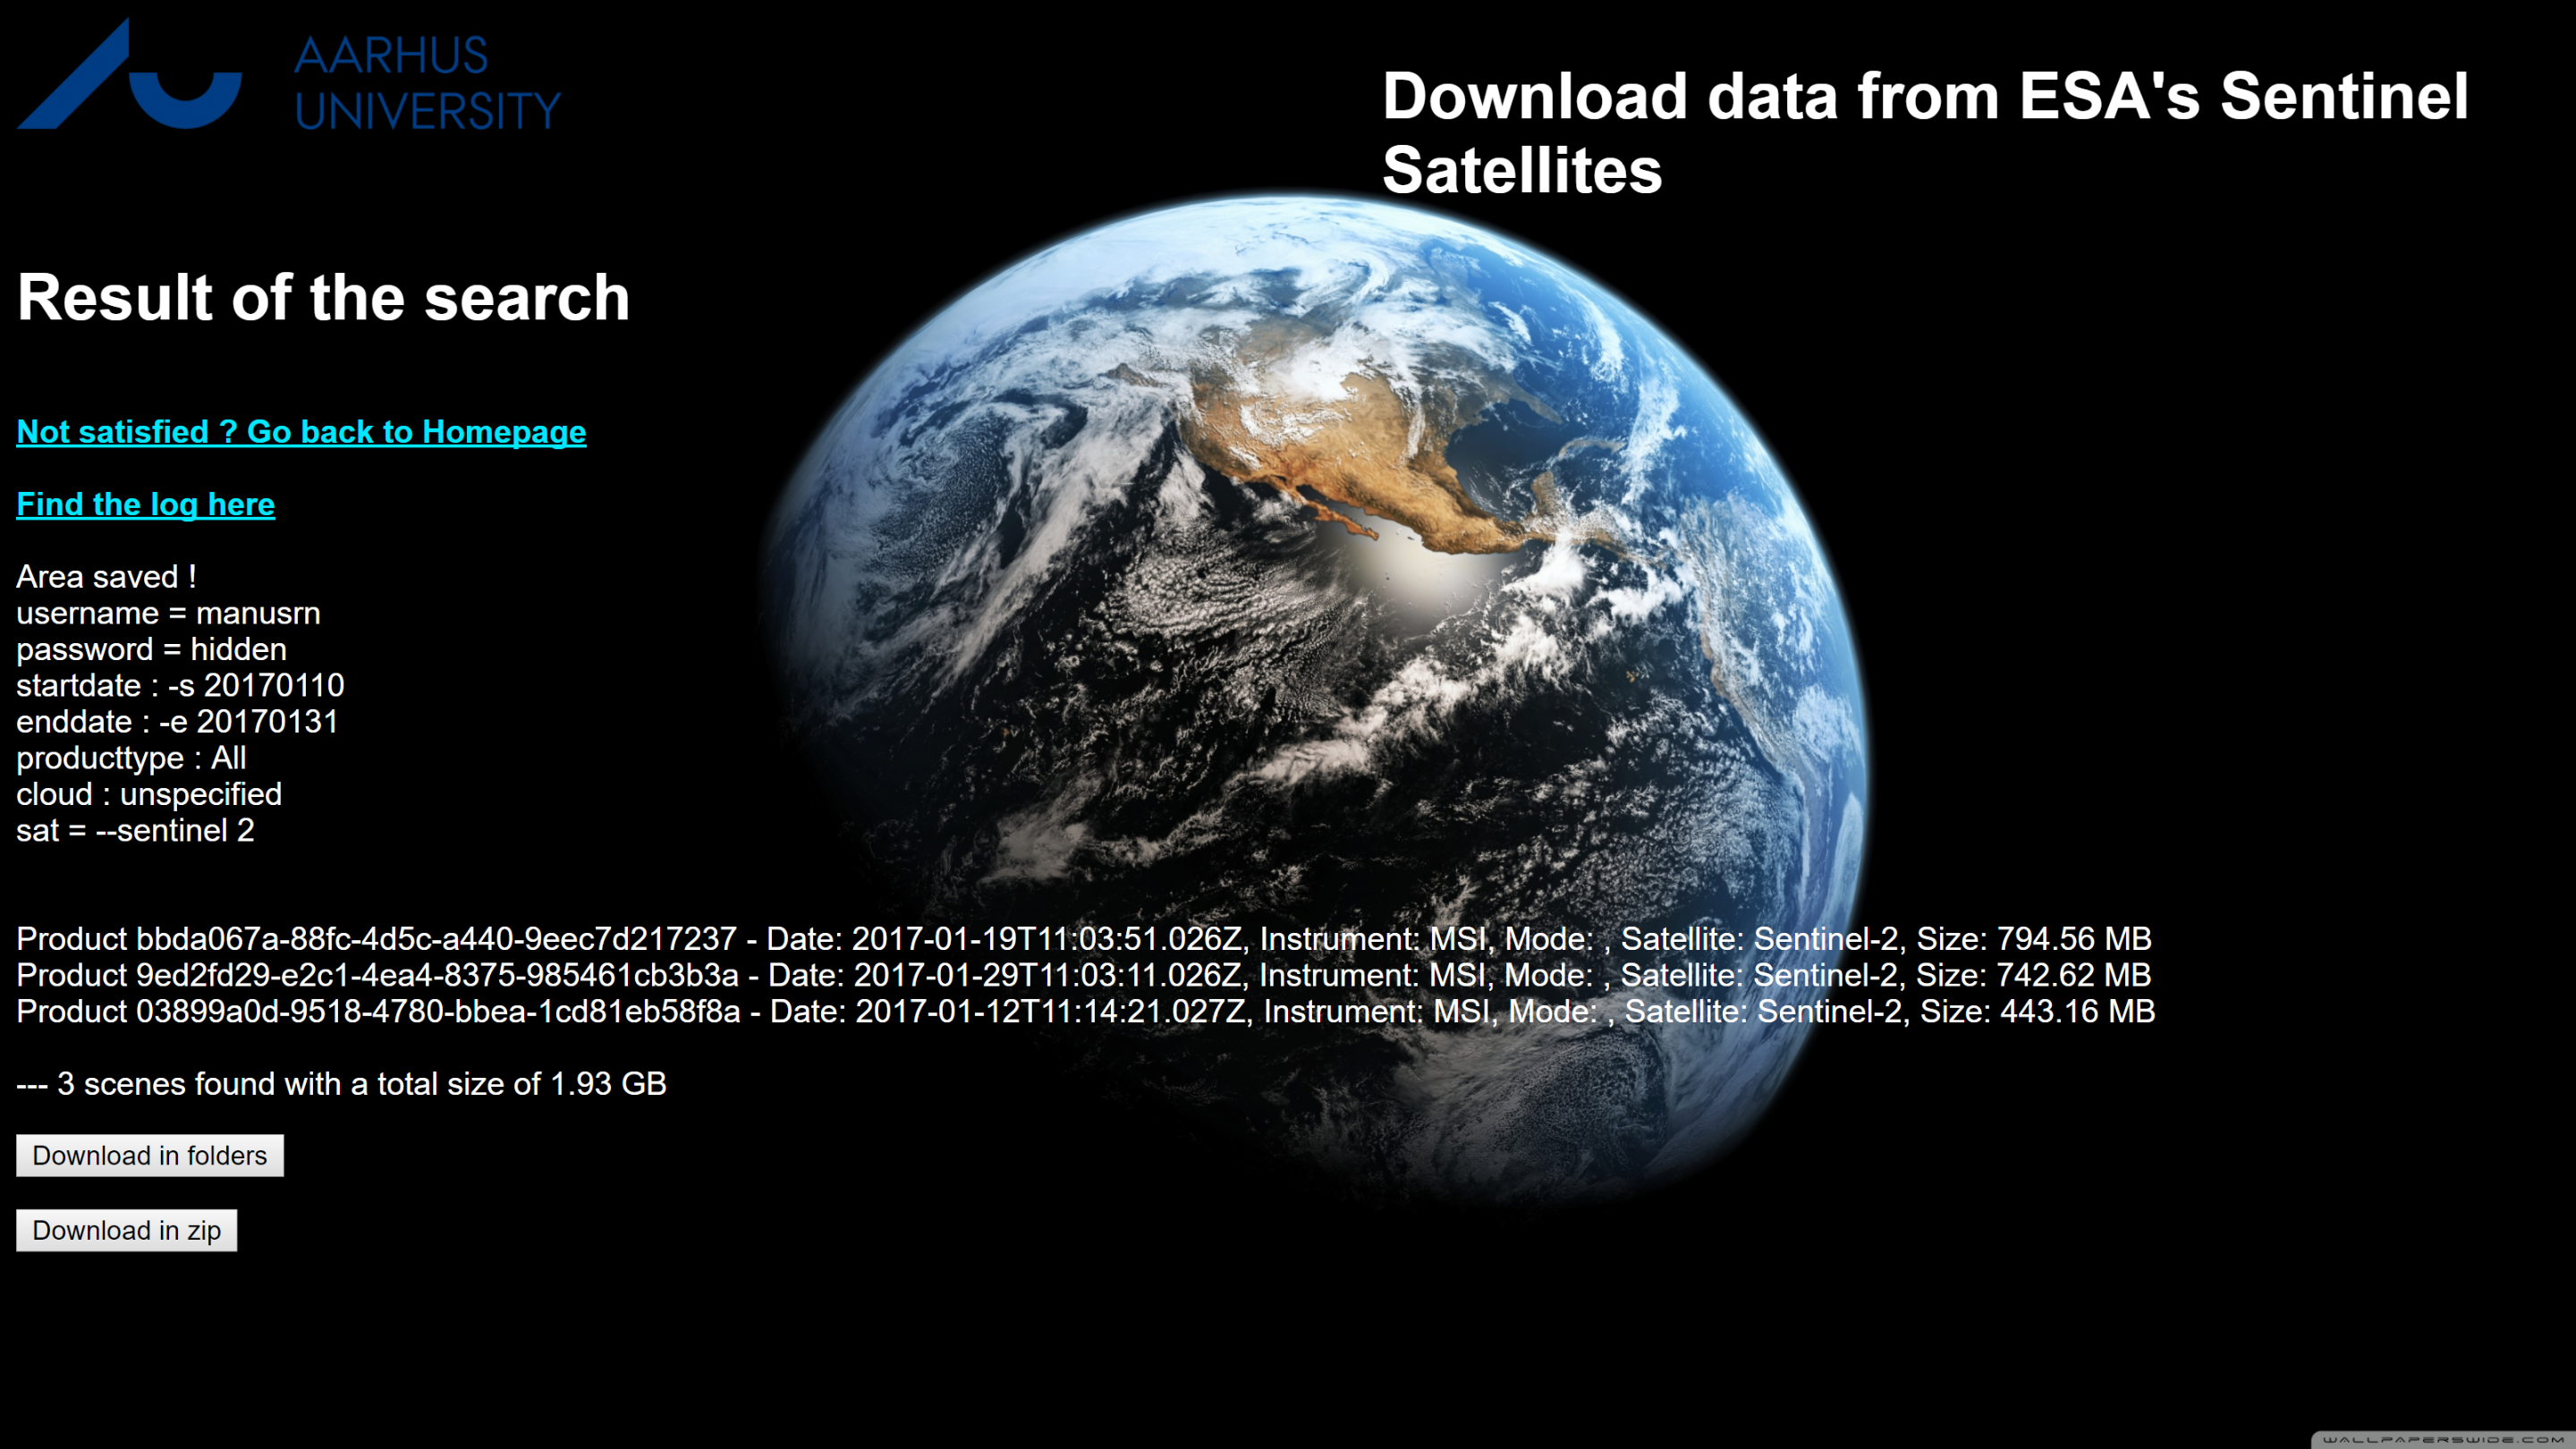 AARHUS
UNIVERSITY
Download data from ESA's Sentinel
Satellites
Result of the search
Not satisfied ? Go back to Homepage
Find the log here
Area saved !
username = manusrn
password = hidden
startdate : -s 20170110
enddate : -e 20170131
producttype : All
cloud : unspecified
sat = --sentinel 2
Product bbda067a-88fc-4d5c-a440-9eec7d217237 - Date: 2017-01-19T11:03:51.026Z, Instrument: MSI, Mode: , Satellite: Sentinel-2, Size: 794.56 MB
Product 9ed2fd29-e2c1-4ea4-8375-985461cb3b3a - Date: 2017-01-29T11:03:11.026Z, Instrument: MSI, Mode: , Satellite: Sentinel-2, Size: 742.62 MB
Product 03899a0d-9518-4780-bbea-1cd81eb58f8a - Date: 2017-01-12T11:14:21.027Z, Instrument: MSI, Mode: , Satellite: Sentinel-2, Size: 443.16 MB
--- 3 scenes found with a total size of 1.93 GB
Download in folders
Download in zip
WALLPAPERSWIDE.COM